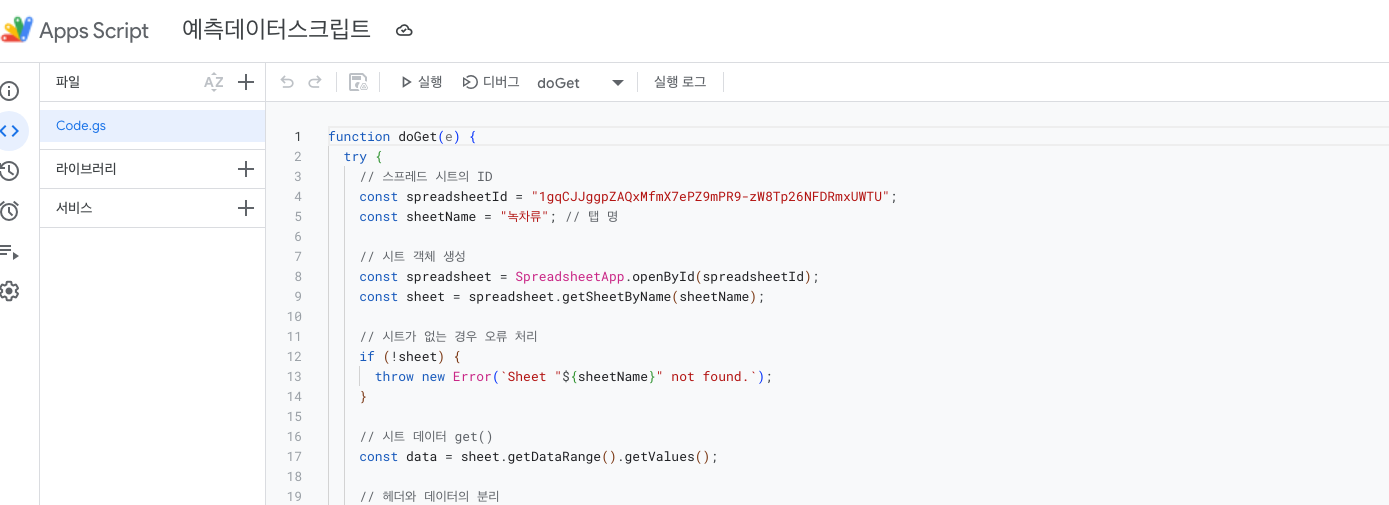 Apps Script 예측데이터스크립트
파일
Code.gs
라이브러리
서비스
실행 디버그 doGet 실행 로그
1 function doGet(e) {
2 try {
3 // 스프레드 시트의 ID
4 const spreadsheetId = "1gqCJJggpZAQxMfmX7ePZ9mPR9-zW8Tp26NFDRmxUWTU";
5 const sheetName = "녹차류"; // 탭 명
6
7 // 시트 객체 생성
8 const spreadsheet = SpreadsheetApp.openById(spreadsheetId);
9 const sheet = spreadsheet.getSheetByName(sheetName);
10
11 // 시트가 없는 경우 오류 처리
12 if (!sheet) {
13 throw new Error(`Sheet "${sheetName}" not found.`);
14 }
15
16 // 시트 데이터 get()
17 const data = sheet.getDataRange().getValues();
18
19 // 헤더와 데이터의 분리